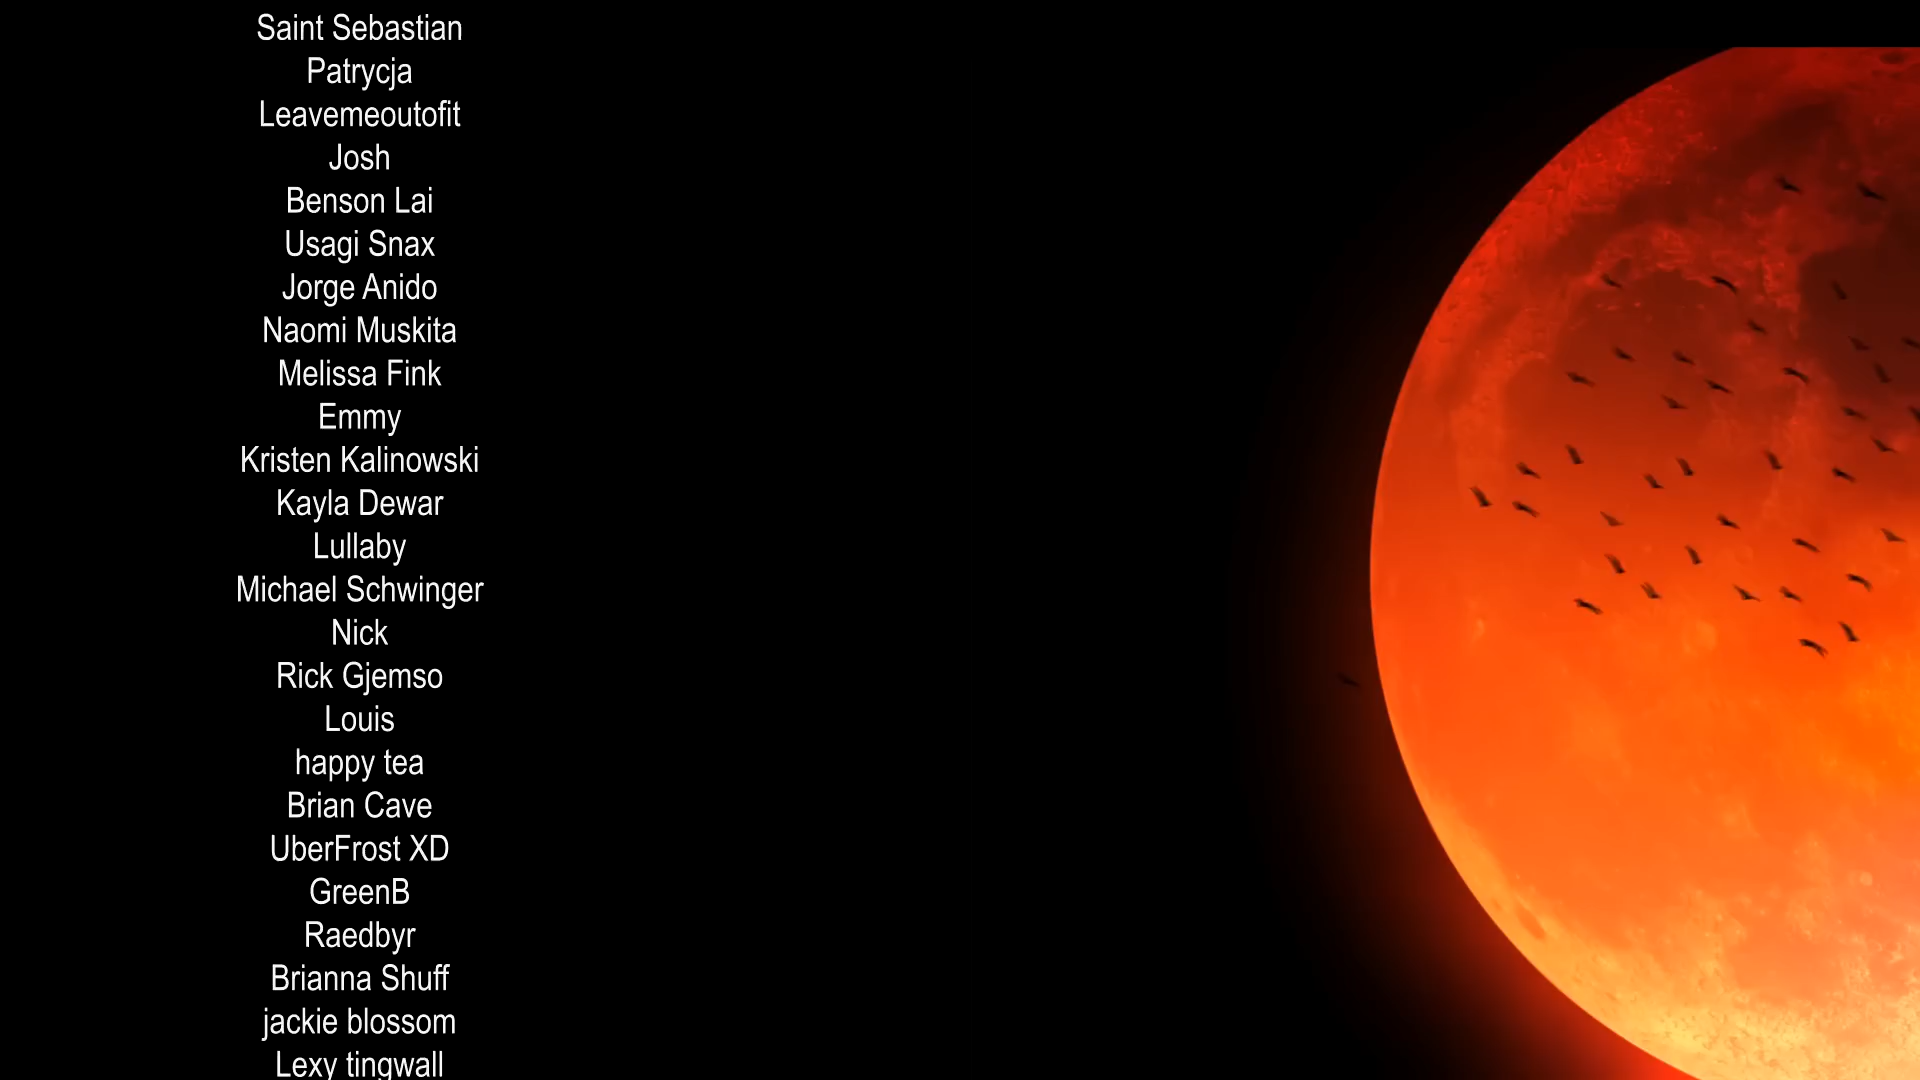 Saint Sebastian
Patrycja
Leavemeoutofit
Josh
Benson Lai
Usagi Snax
Jorge Anido
Naomi Muskita
Melissa Fink
Emmy
Kristen Kalinowski
Kayla Dewar
Lullaby
Michael Schwinger
Nick
Rick Gjemso
Louis
happy tea
Brian Cave
UberFrost XD
GreenB
Raedbyr
Brianna Shuff
jackie blossom
Lexy tingwall